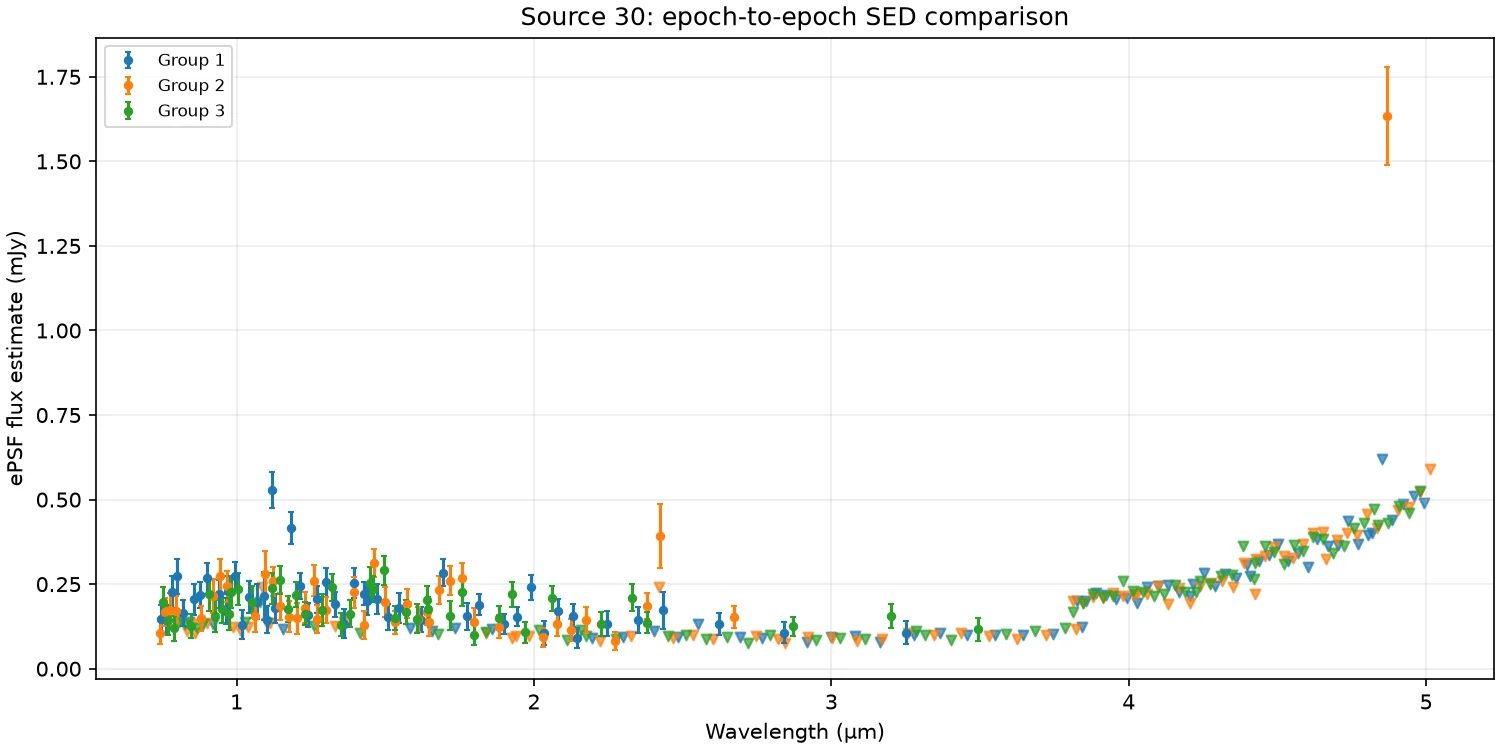 Source 30: epoch-to-epoch SED comparison
Group 1
Group 2
Group 3
ePSF flux estimate (mJy)
1.75
1.50
1.25
1.00
0.75
0.50
0.25
0.00
1 2 3 4 5
Wavelength (μm)